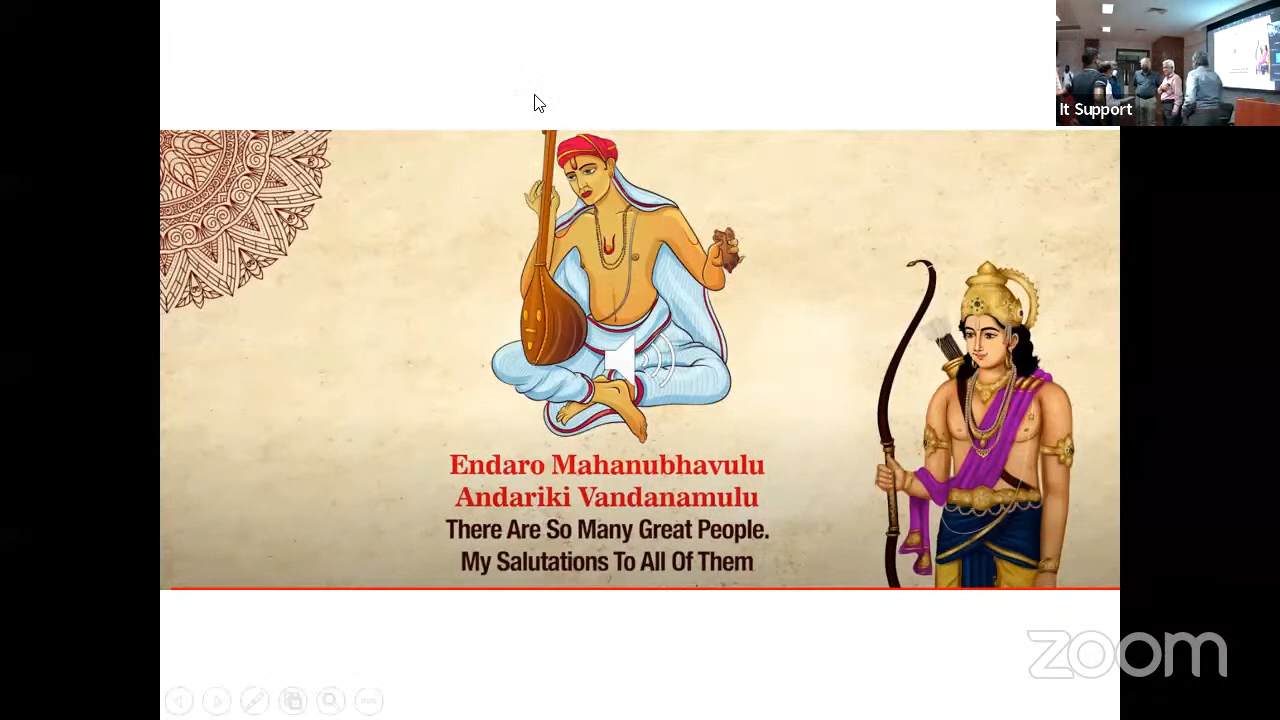 It Support
Endaro Mahanubhavulu
Andariki Vandanamulu
There Are So Many Great People.
My Salutations To All Of Them
zoom